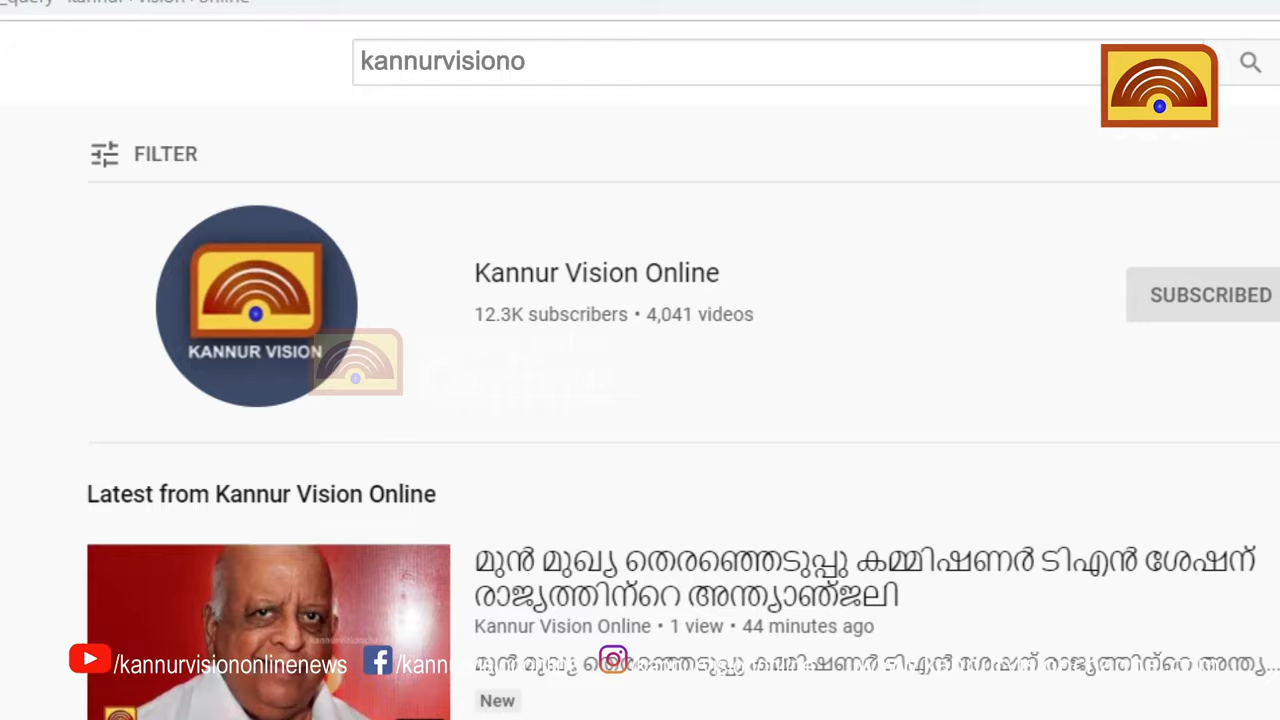 kannurvisiono
FILTER
KANNUR VISION
Kannur Vision Online
12.3K subscribers • 4,041 videos
SUBSCRIBED
Latest from Kannur Vision Online
മുൻ മുഖ്യ തെരഞ്ഞെടുപ്പു കമ്മിഷണർ ടിഎൻ ശേഷന്
രാജ്യത്തിന്റെ അന്ത്യാഞ്ജലി
Kannur Vision Online • 1 view • 44 minutes ago
/kannurvisiononlinenews
New